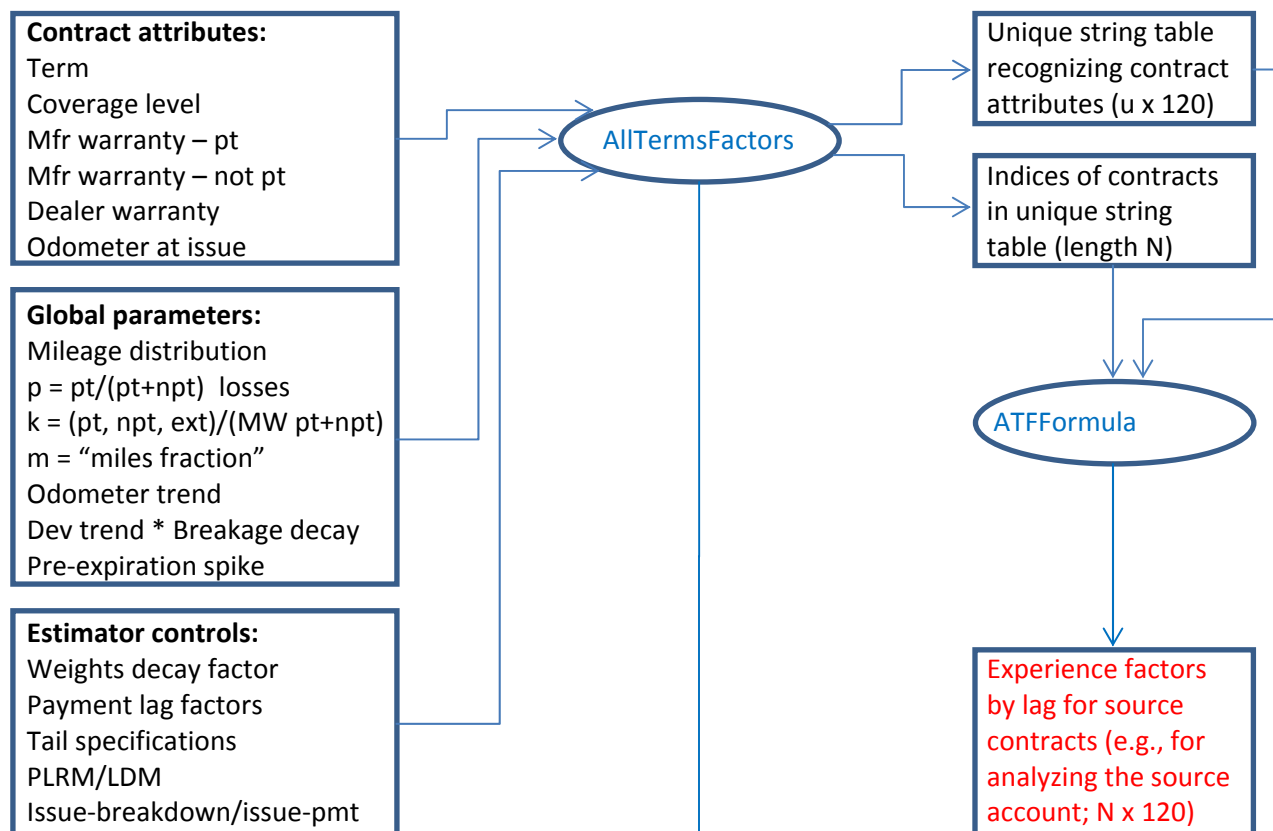 Contract attributes:
Term
Coverage level
Mfr warranty – pt
Mfr warranty – not pt
Dealer warranty
Odometer at issue
Global parameters:
Mileage distribution
p = pt/(pt+npt) losses
k = (pt, npt, ext)/(MW pt+npt)
m = “miles fraction”
Odometer trend
Dev trend * Breakage decay
Pre-expiration spike
Estimator controls:
Weights decay factor
Payment lag factors
Tail specifications
PLRM/LDM
Issue-breakdown/issue-pmt
AllTermsFactors
Unique string table
recognizing contract
attributes (u x 120)
Indices of contracts
in unique string
table (length N)
ATFFormula
Experience factors
by lag for source
contracts (e.g., for
analyzing the source
account; N x 120)